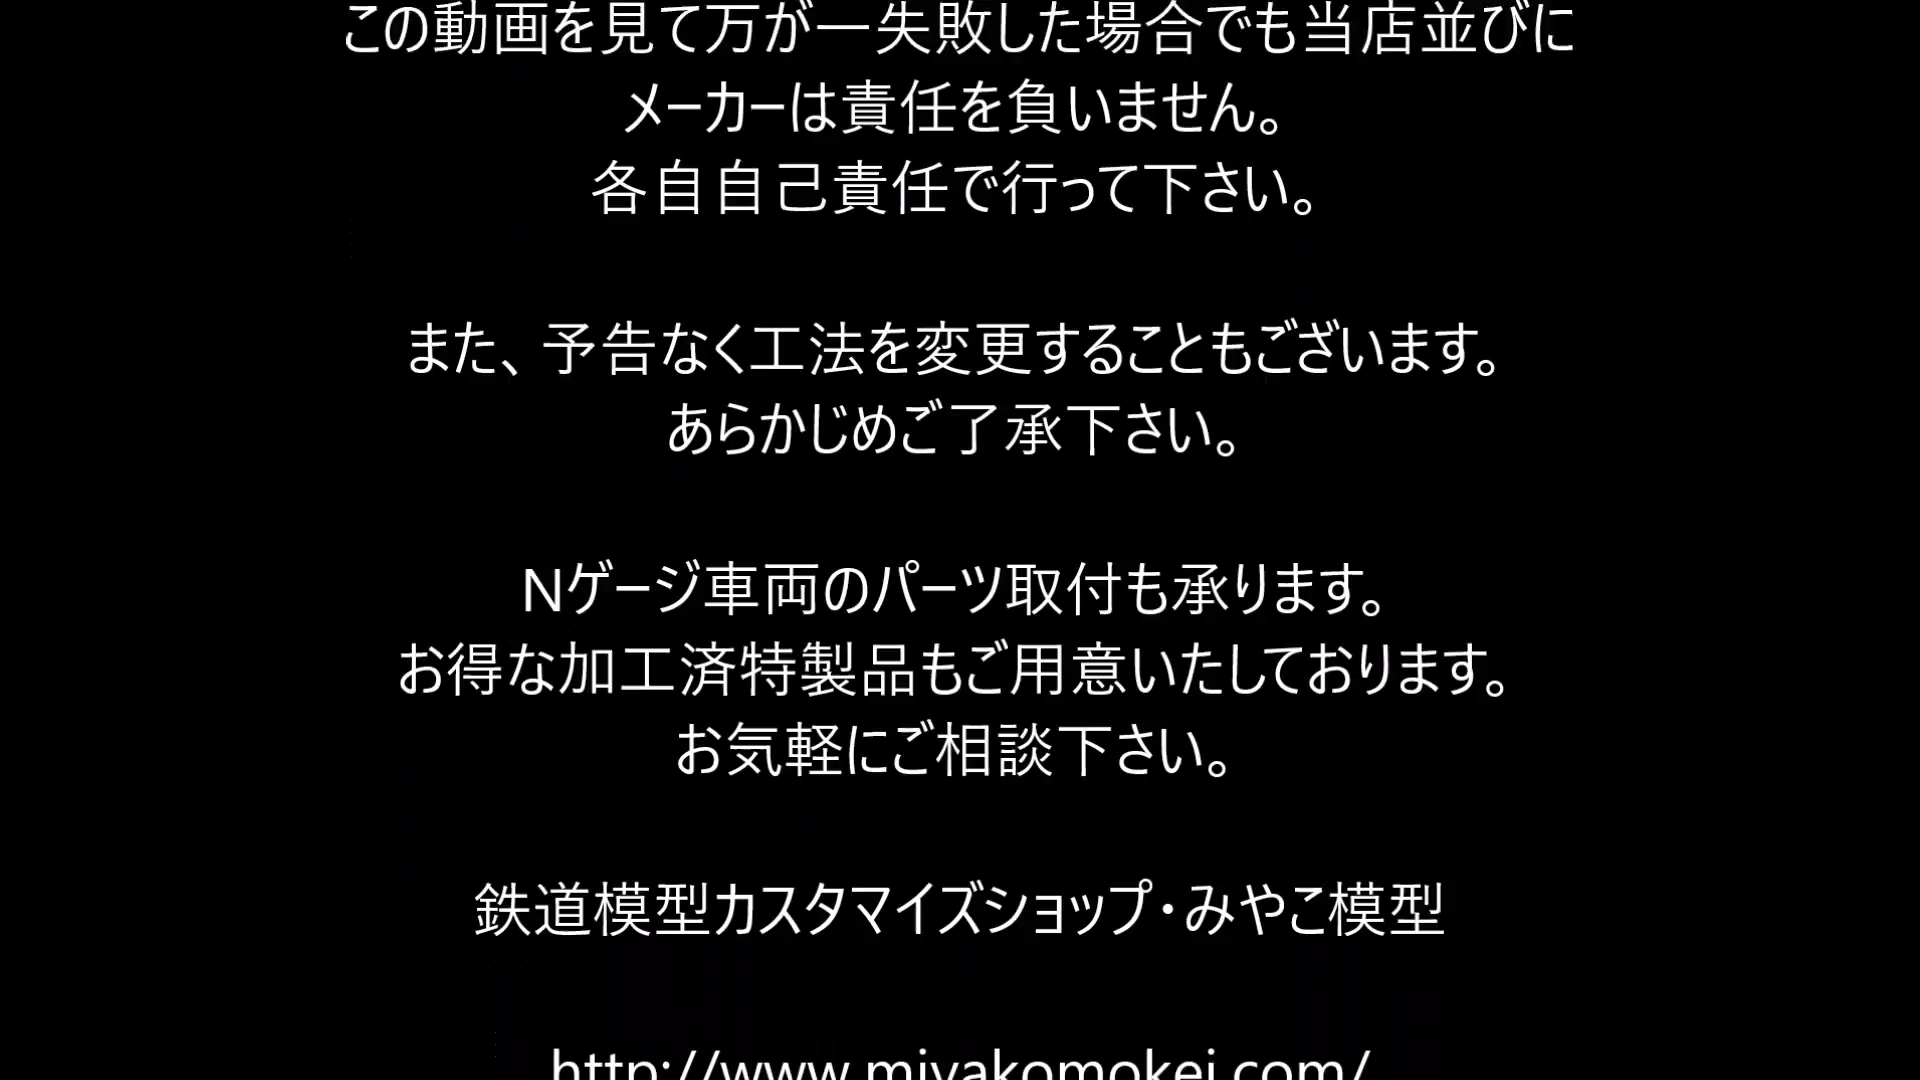 この動画を見て万が一失敗した場合でも当店並びに
メーカーは責任を負いません。
各自自己責任で行って下さい。
また、予告なく工法を変更することもございます。
あらかじめご了承下さい。
Nゲージ車両のパーツ取付も承ります。
お得な加工済特製品もご用意いたしております。
お気軽にご相談下さい。
鉄道模型カスタマイズショップ・みやこ模型
http://www.miyakomokei.com/